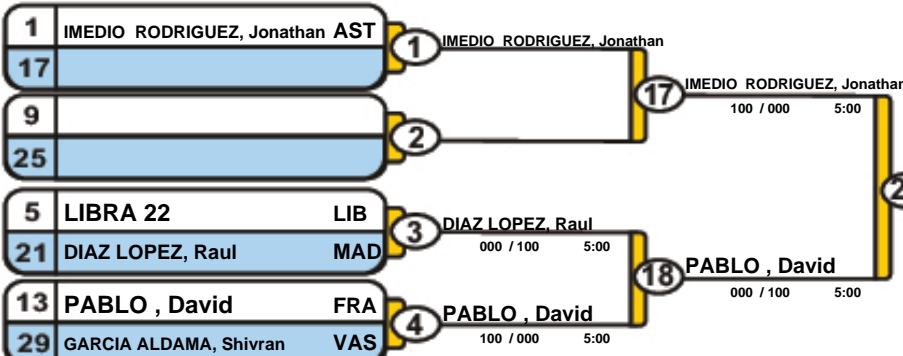 1 IMEDIO RODRIGUEZ, Jonathan AST
17
1 IMEDIO RODRIGUEZ, Jonathan
9
25
2
17 IMEDIO RODRIGUEZ, Jonathan
100 / 000 5:00
5 LIBRA 22 LIB
21 DIAZ LOPEZ, Raul MAD
3 DIAZ LOPEZ, Raul
000 / 100 5:00
13 PABLO , David FRA
29 GARCIA ALDAMA, Shivran VAS
4 PABLO , David
100 / 000 5:00
18 PABLO , David
000 / 100 5:00